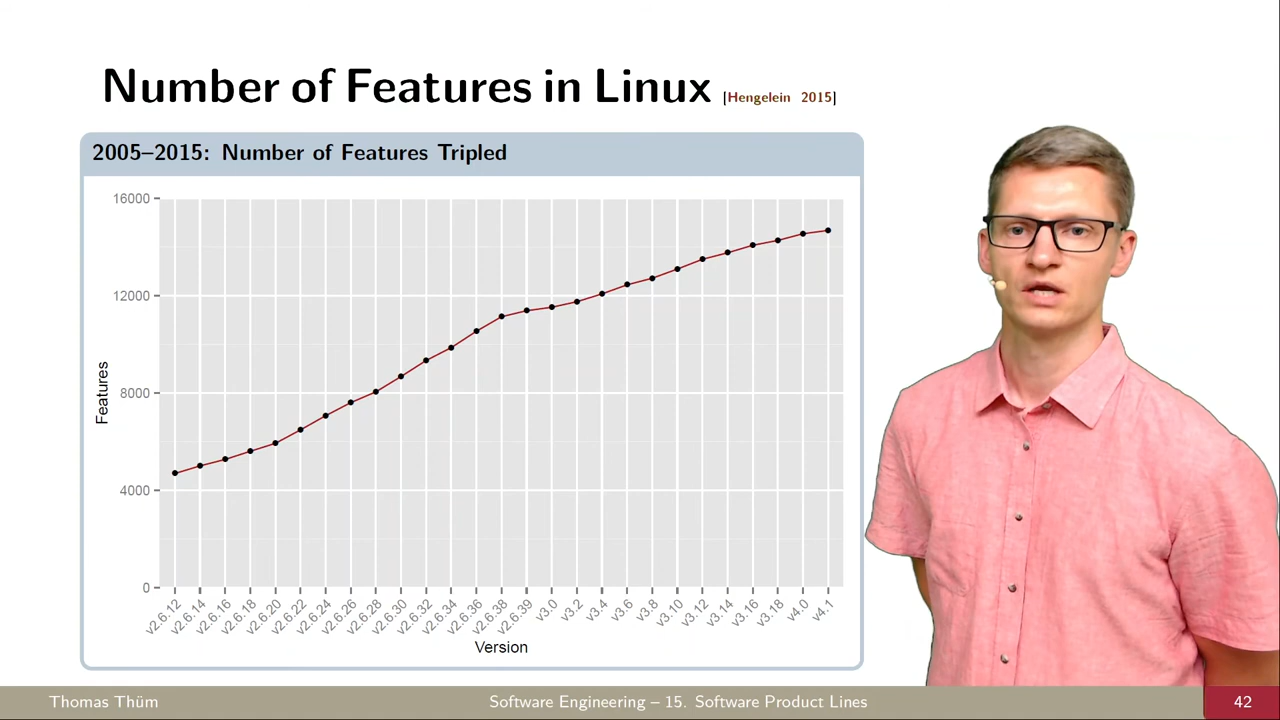 Number of Features in Linux [Hengelein 2015]
2005–2015: Number of Features Tripled
16000
12000
8000
4000
0
Features
v2.6.12 v2.6.14 v2.6.16 v2.6.18 v2.6.20 v2.6.22 v2.6.24 v2.6.26 v2.6.28 v2.6.30 v2.6.32 v2.6.34 v2.6.36 v2.6.38 v2.6.39 v3.0 v3.2 v3.4 v3.6 v3.8 v3.10 v3.12 v3.14 v3.16 v3.18 v4.0 v4.1
Version
Thomas Thüm Software Engineering – 15. Software Product Lines 42